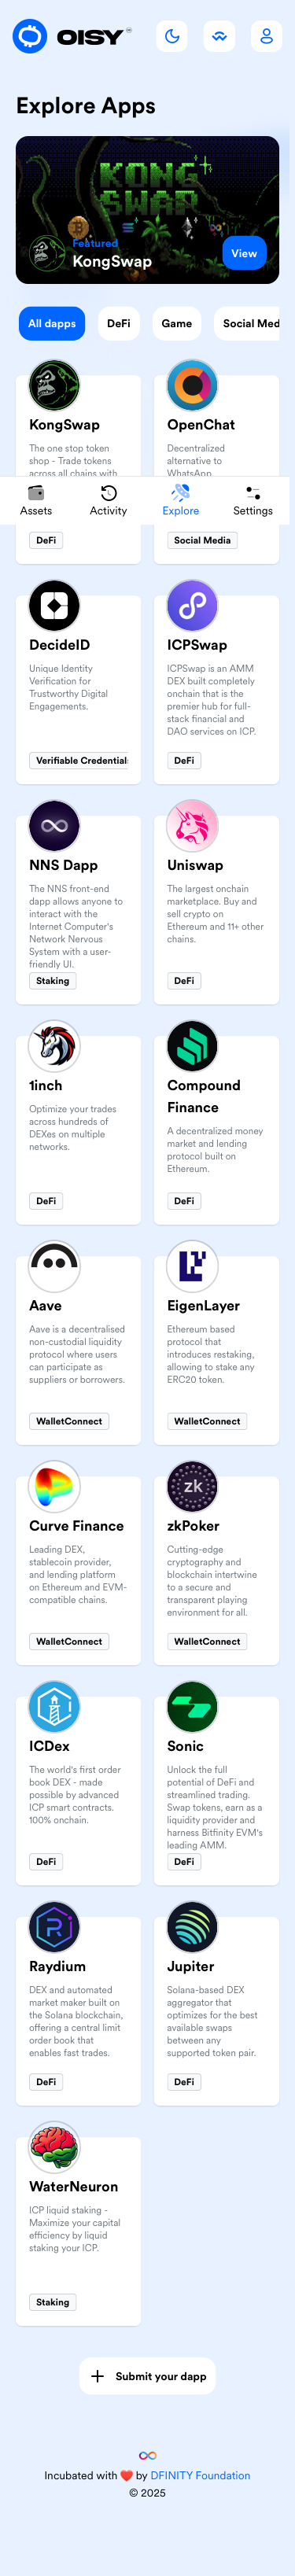 OISY
Explore Apps
KONG
SWAP
Featured
KongSwap
View
All dapps
DeFi
Game
Social Med
KongSwap
The one stop token
shop - Trade tokens
across all chains with
DeFi
OpenChat
Decentralized
alternative to
WhatsApp.
Social Media
Assets
Activity
Explore
Settings
DecideID
Unique Identity
Verification for
Trustworthy Digital
Engagements.
Verifiable Credentials
ICPSwap
ICPSwap is an AMM
DEX built completely
onchain that is the
premier hub for full-
stack financial and
DAO services on ICP.
DeFi
NNS Dapp
The NNS front-end
dapp allows anyone to
interact with the
Internet Computer's
Network Nervous
System with a user-
friendly UI.
Staking
Uniswap
The largest onchain
marketplace. Buy and
sell crypto on
Ethereum and 11+ other
chains.
DeFi
1inch
Optimize your trades
across hundreds of
DEXes on multiple
networks.
DeFi
Compound
Finance
A decentralized money
market and lending
protocol built on
Ethereum.
DeFi
Aave
Aave is a decentralised
non-custodial liquidity
protocol where users
can participate as
suppliers or borrowers.
WalletConnect
EigenLayer
Ethereum based
protocol that
introduces restaking,
allowing to stake any
ERC20 token.
WalletConnect
Curve Finance
Leading DEX,
stablecoin provider,
and lending platform
on Ethereum and EVM-
compatible chains.
WalletConnect
zk
zkPoker
Cutting-edge
cryptography and
blockchain intertwine
to a secure and
transparent playing
environment for all.
WalletConnect
ICDex
The world's first order
book DEX - made
possible by advanced
ICP smart contracts.
100% onchain.
DeFi
Sonic
Unlock the full
potential of DeFi and
streamlined trading.
Swap tokens, earn as a
liquidity provider and
harness Bitfinity EVM's
leading AMM.
DeFi
Raydium
DEX and automated
market maker built on
the Solana blockchain,
offering a central limit
order book that
enables fast trades.
DeFi
Jupiter
Solana-based DEX
aggregator that
optimizes for the best
available swaps
between any
supported token pair.
DeFi
WaterNeuron
ICP liquid staking -
Maximize your capital
efficiency by liquid
staking your ICP.
Staking
Submit your dapp
Incubated with ❤️ by DFINITY Foundation
© 2025